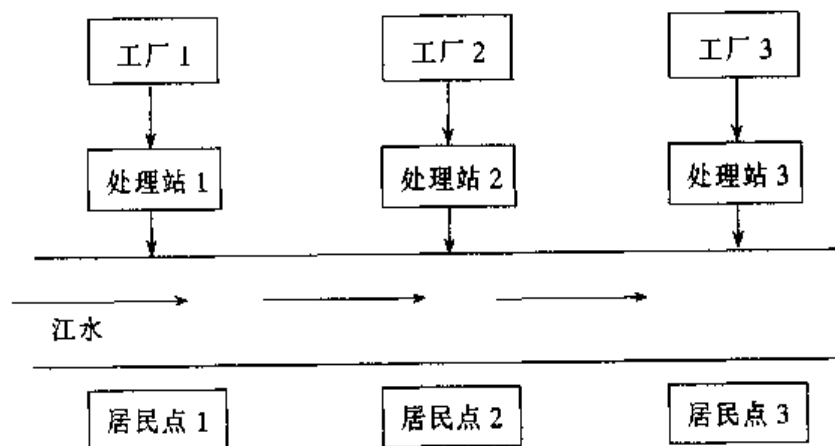 工厂 1 工厂 2 工厂 3
处理站 1 处理站 2 处理站 3
江水
居民点 1 居民点 2 居民点 3